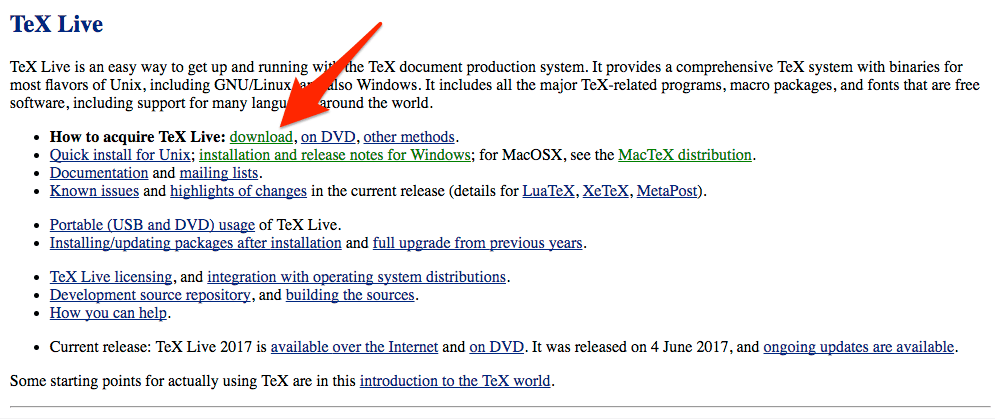 TeX Live
TeX Live is an easy way to get up and running with the TeX document production system. It provides a comprehensive TeX system with binaries for
most flavors of Unix, including GNU/Linux, also Windows. It includes all the major TeX-related programs, macro packages, and fonts that are free
software, including support for many around the world.
• How to acquire TeX Live: download, on DVD, other methods.
• Quick install for Unix; installation and release notes for Windows; for MacOSX, see the MacTeX distribution.
• Documentation and mailing lists.
• Known issues and highlights of changes in the current release (details for LuaTeX, XeTeX, MetaPost).
• Portable (USB and DVD) usage of TeX Live.
• Installing/updating packages after installation and full upgrade from previous years.
• TeX Live licensing, and integration with operating system distributions.
• Development source repository, and building the sources.
• How you can help.
• Current release: TeX Live 2017 is available over the Internet and on DVD. It was released on 4 June 2017, and ongoing updates are available.
Some starting points for actually using TeX are in this introduction to the TeX world.